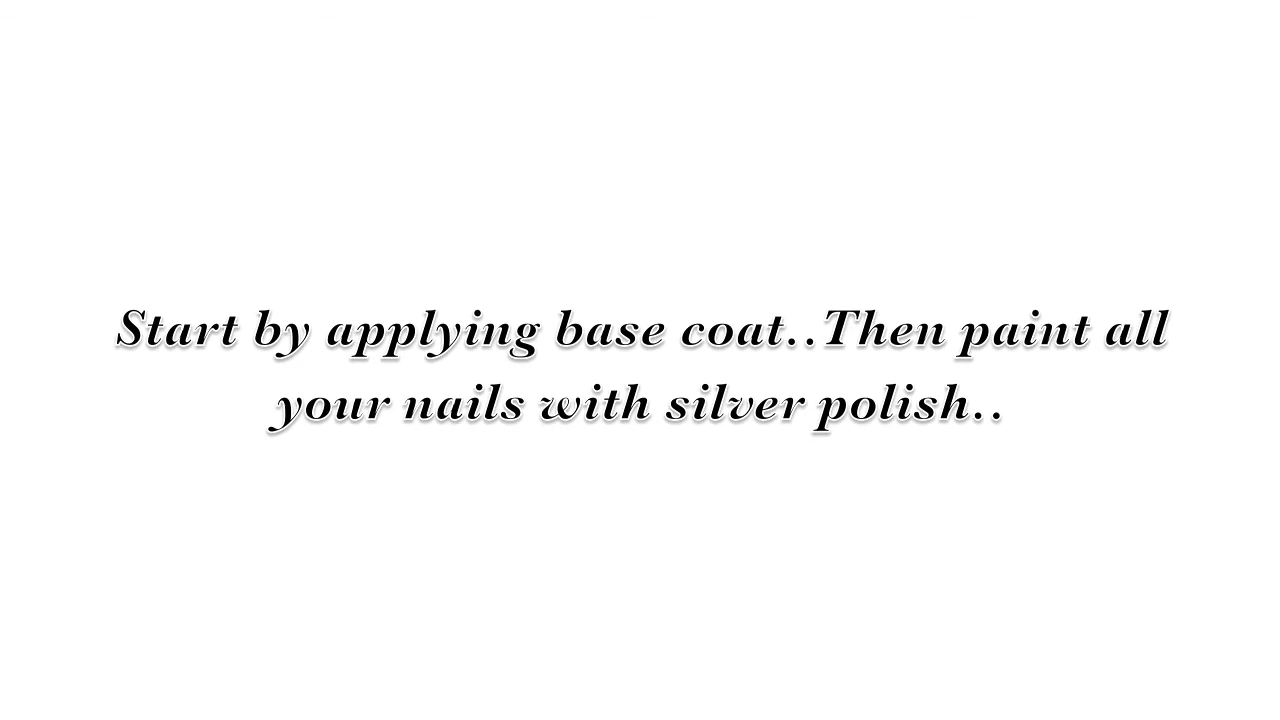 Start by applying base coat..Then paint all
your nails with silver polish..